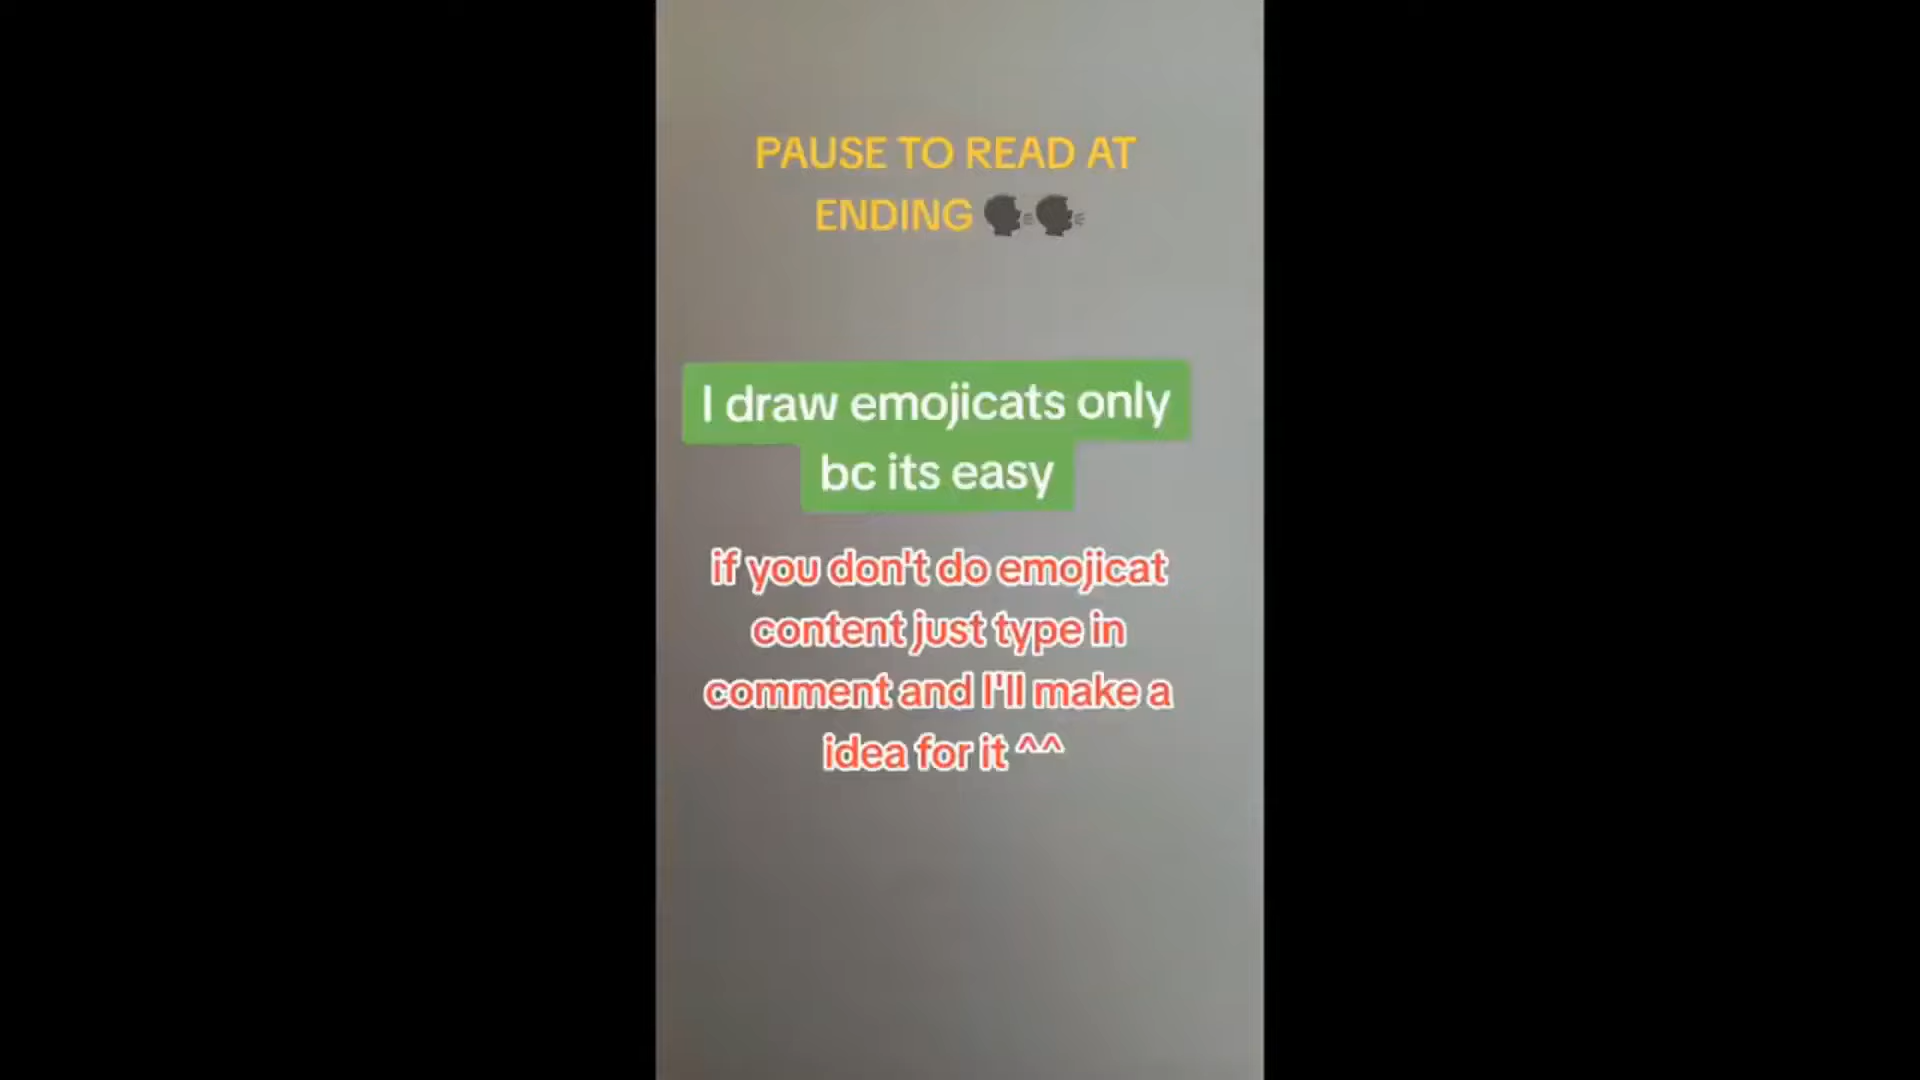 PAUSE TO READ AT
ENDING 🗣️🗣️
I draw emojicats only
bc its easy
if you don't do emojicat
content just type in
comment and I'll make a
idea for it ^^